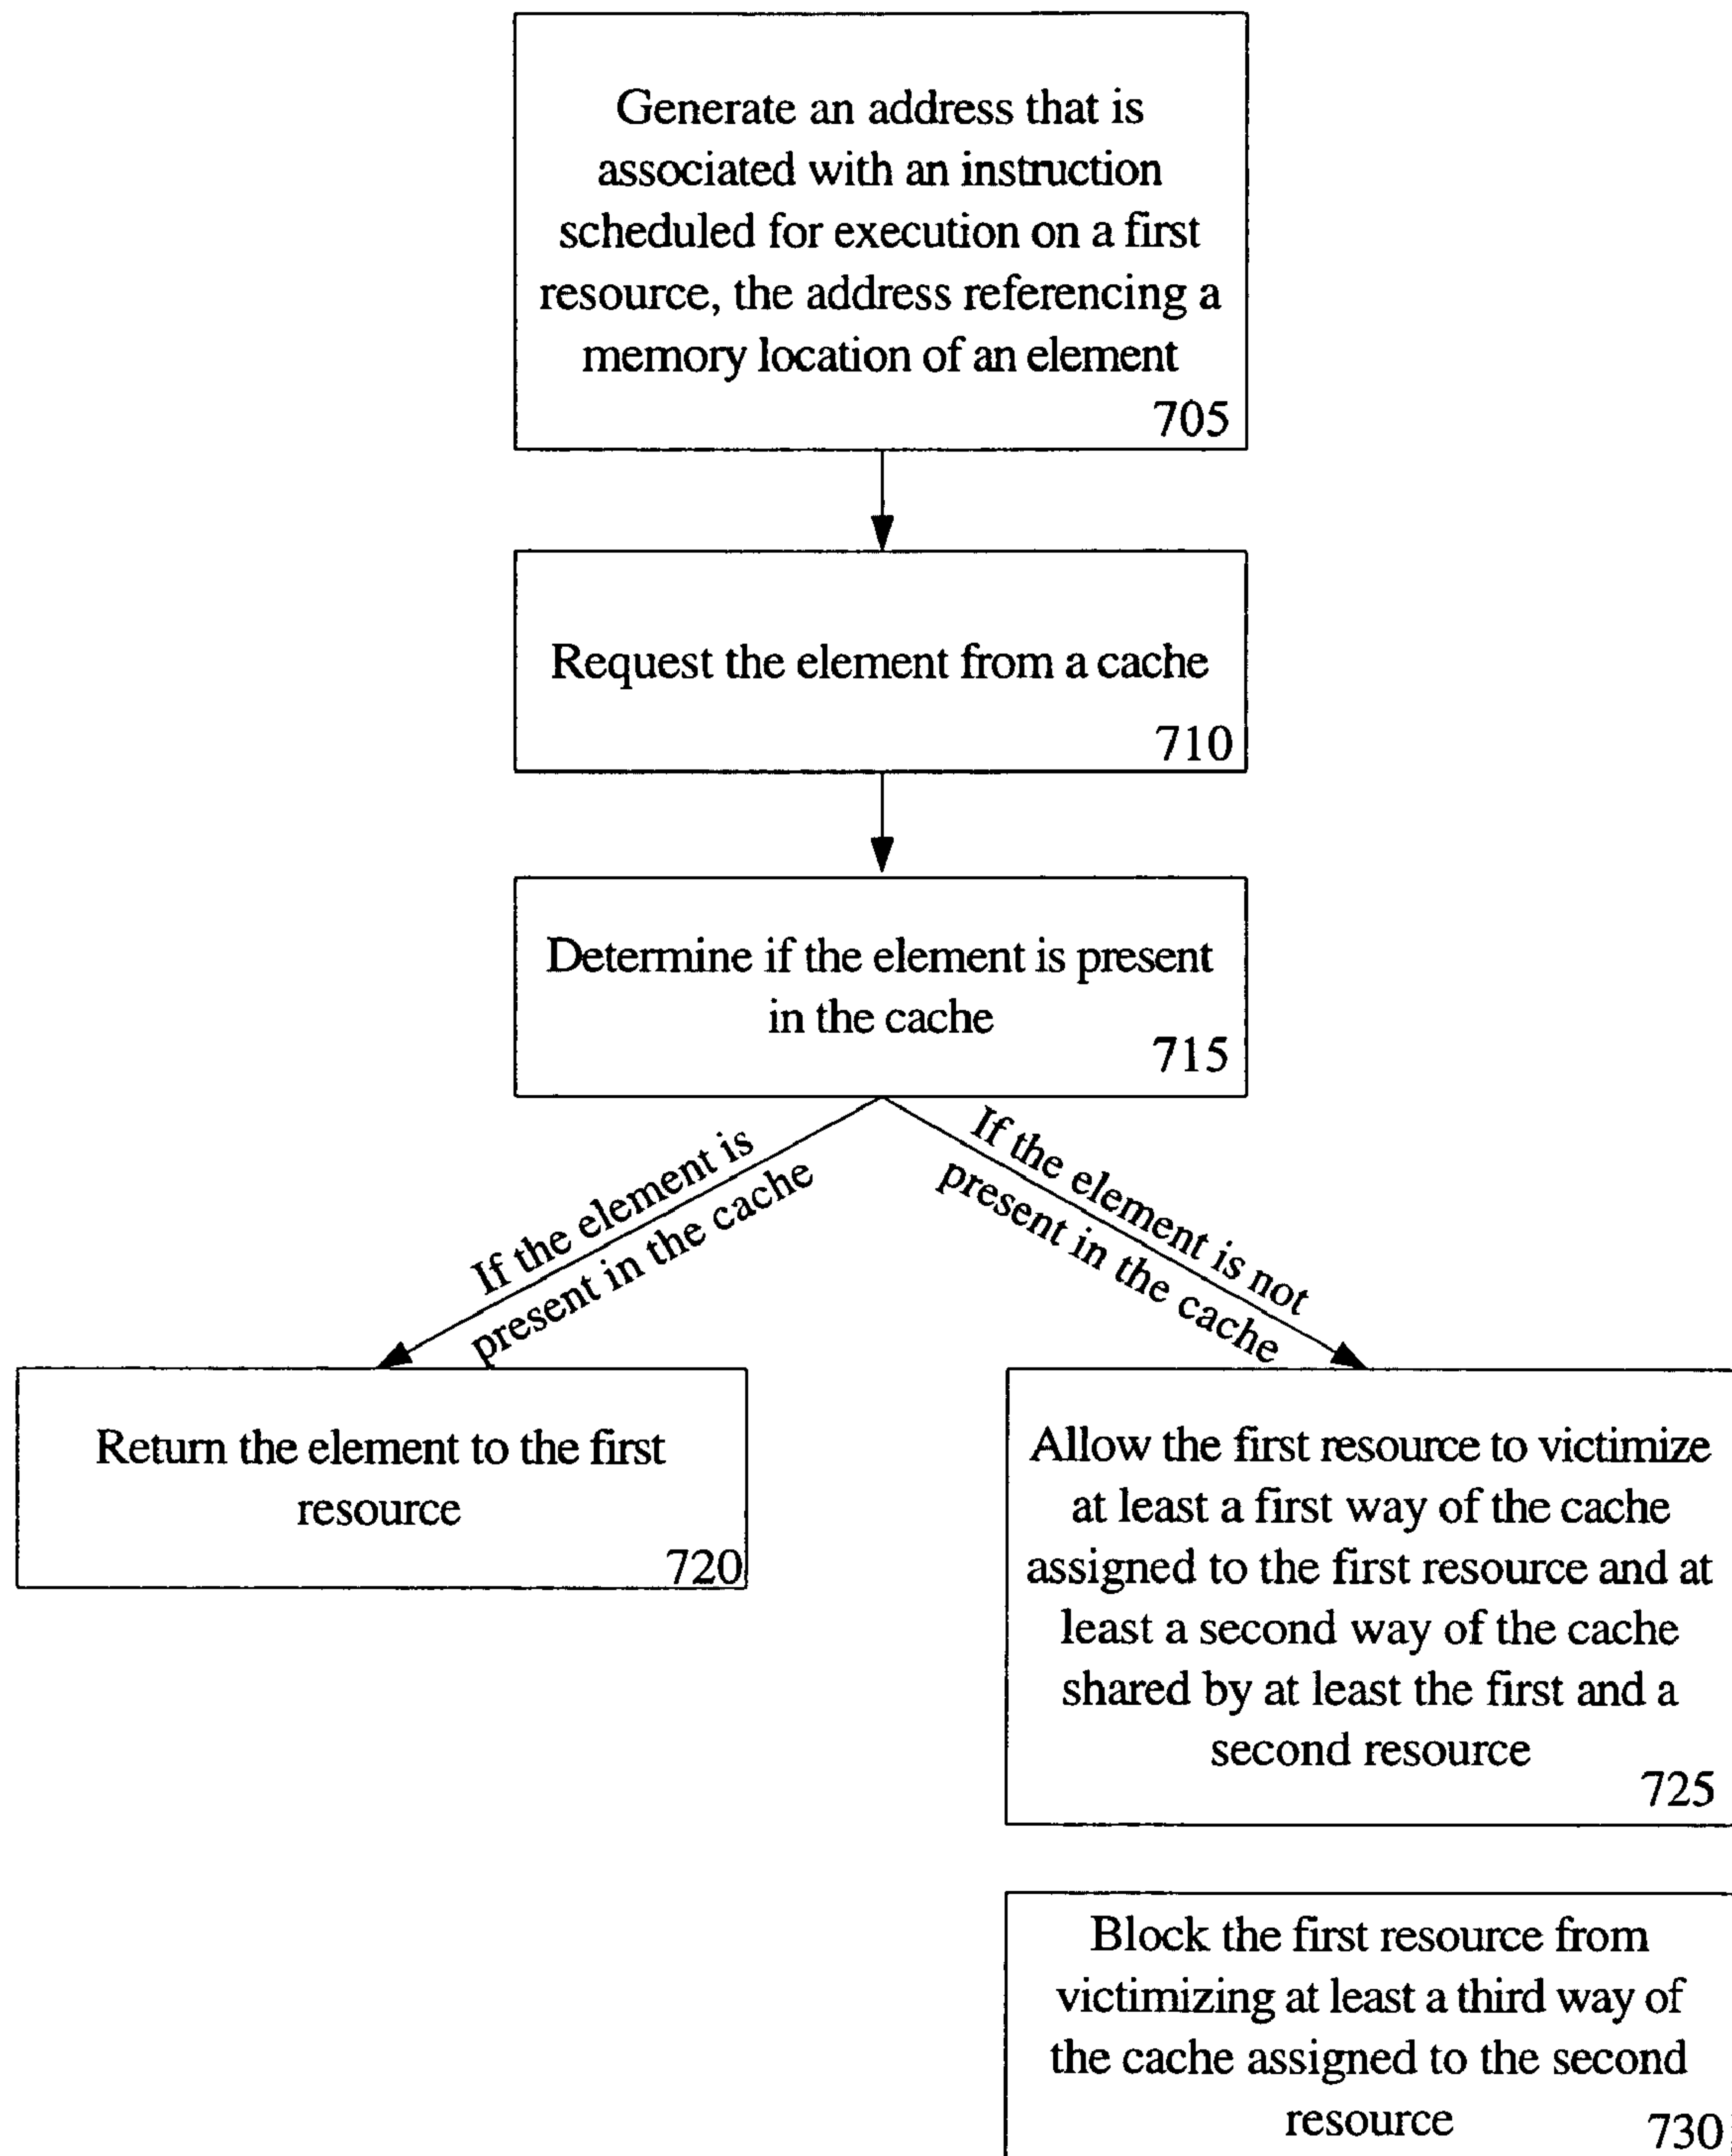 Generate an address that is
associated with an instruction
scheduled for execution on a first
resource, the address referencing a
memory location of an element
705
Request the element from a cache
710
Determine if the element is present
in the cache
715
If the element is
present in the cache
If the element is not
present in the cache
Return the element to the first
resource
720
Allow the first resource to victimize
at least a first way of the cache
assigned to the first resource and at
least a second way of the cache
shared by at least the first and a
second resource
725
Block the first resource from
victimizing at least a third way of
the cache assigned to the second
resource
730